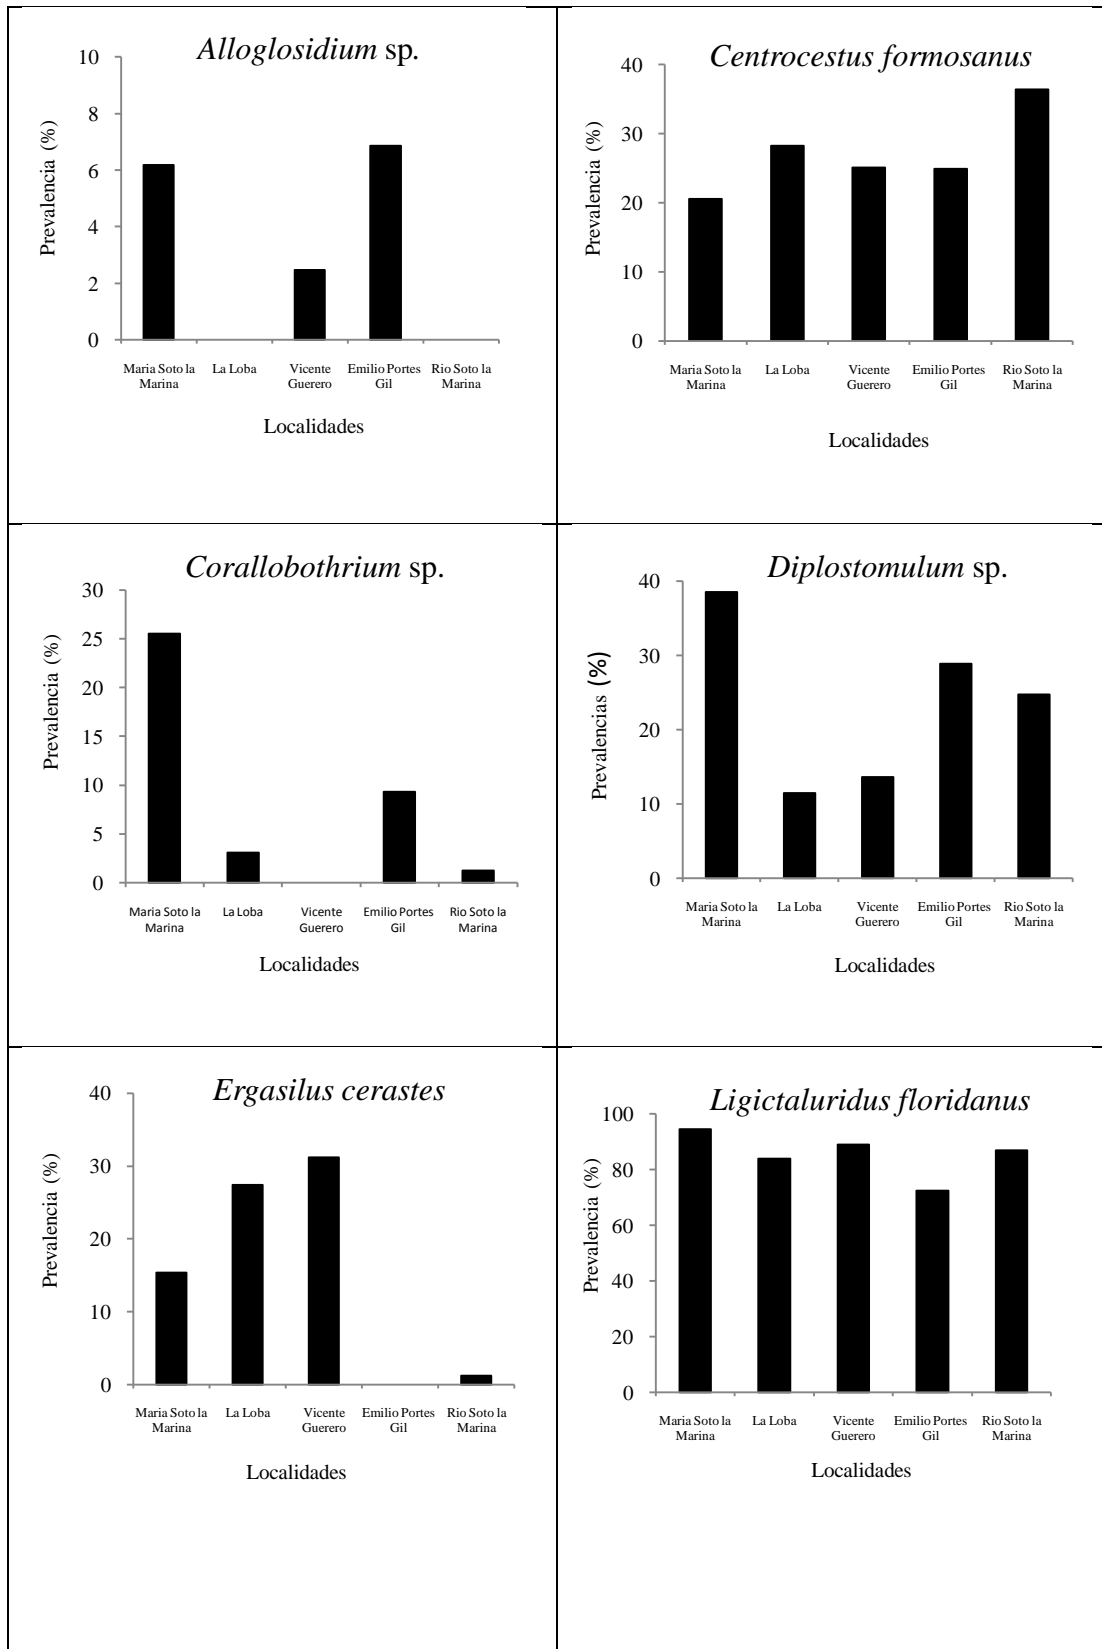 Alloglosidium sp.
Prevalencia (%)
10
8
6
4
2
0
Maria Soto la Marina
La Loba
Vicente Guerero
Emilio Portes Gil
Rio Soto la Marina
Localidades
Centrocestus formosanus
Prevalencia (%)
40
30
20
10
0
Maria Soto la Marina
La Loba
Vicente Guerero
Emilio Portes Gil
Rio Soto la Marina
Localidades
Corallobothrium sp.
Prevalencia (%)
30
25
20
15
10
5
0
Maria Soto la Marina
La Loba
Vicente Guerero
Emilio Portes Gil
Rio Soto la Marina
Localidades
Diplostomulum sp.
Prevalencias (%)
40
30
20
10
0
Maria Soto la Marina
La Loba
Vicente Guerero
Emilio Portes Gil
Rio Soto la Marina
Localidades
Ergasilus cerastes
Prevalencia (%)
40
30
20
10
0
Maria Soto la Marina
La Loba
Vicente Guerero
Emilio Portes Gil
Rio Soto la Marina
Localidades
Ligictaluridus floridanus
Prevalencia (%)
100
80
60
40
20
0
Maria Soto la Marina
La Loba
Vicente Guerero
Emilio Portes Gil
Rio Soto la Marina
Localidades